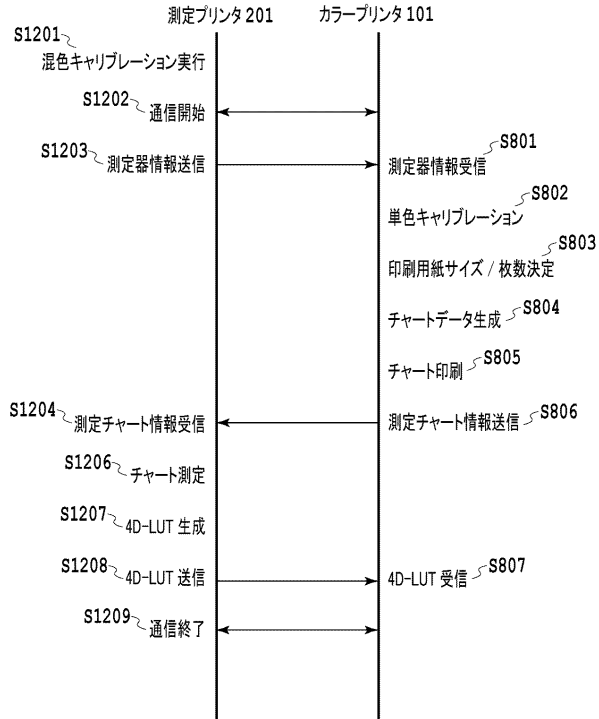 測定プリンタ 201 カラープリンタ 101
S1201
混色キャリブレーション実行
S1202
通信開始
S1203
測定器情報送信
S801
測定器情報受信
S802
単色キャリブレーション
S803
印刷用紙サイズ / 枚数決定
S804
チャートデータ生成
S805
チャート印刷
S1204
測定チャート情報受信
S806
測定チャート情報送信
S1206
チャート測定
S1207
4D-LUT 生成
S1208
4D-LUT 送信
S807
4D-LUT 受信
S1209
通信終了